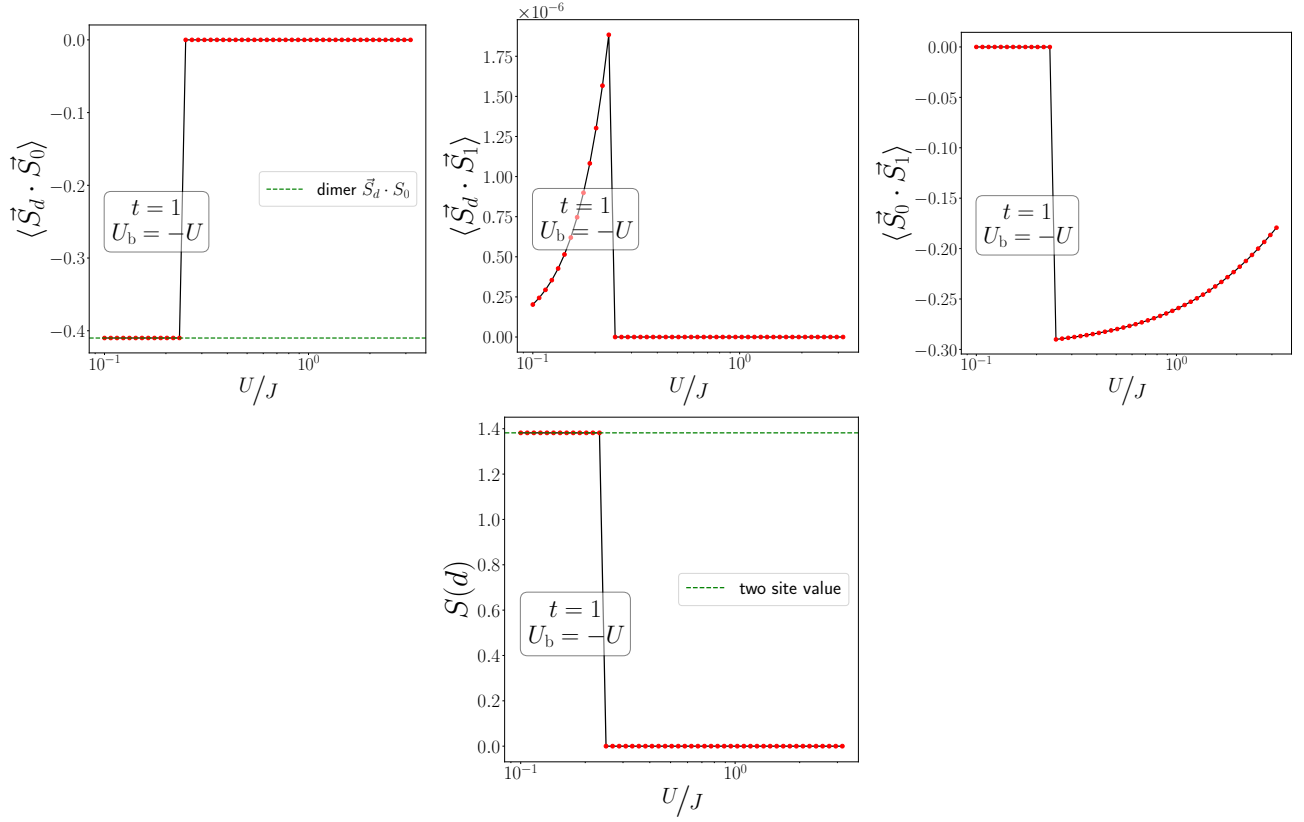 ⟨S⃗_d · S⃗_0⟩
0.0
−0.1
−0.2
−0.3
−0.4
t = 1
U_b = −U
dimer S⃗_d · S_0
10^−1
10^0
U/J
×10^−6
⟨S⃗_d · S⃗_1⟩
1.75
1.50
1.25
1.00
0.75
0.50
0.25
0.00
t = 1
U_b = −U
10^−1
10^0
U/J
⟨S⃗_0 · S⃗_1⟩
0.00
−0.05
−0.10
−0.15
−0.20
−0.25
−0.30
t = 1
U_b = −U
10^−1
10^0
U/J
S(d)
1.4
1.2
1.0
0.8
0.6
0.4
0.2
0.0
t = 1
U_b = −U
two site value
10^−1
10^0
U/J